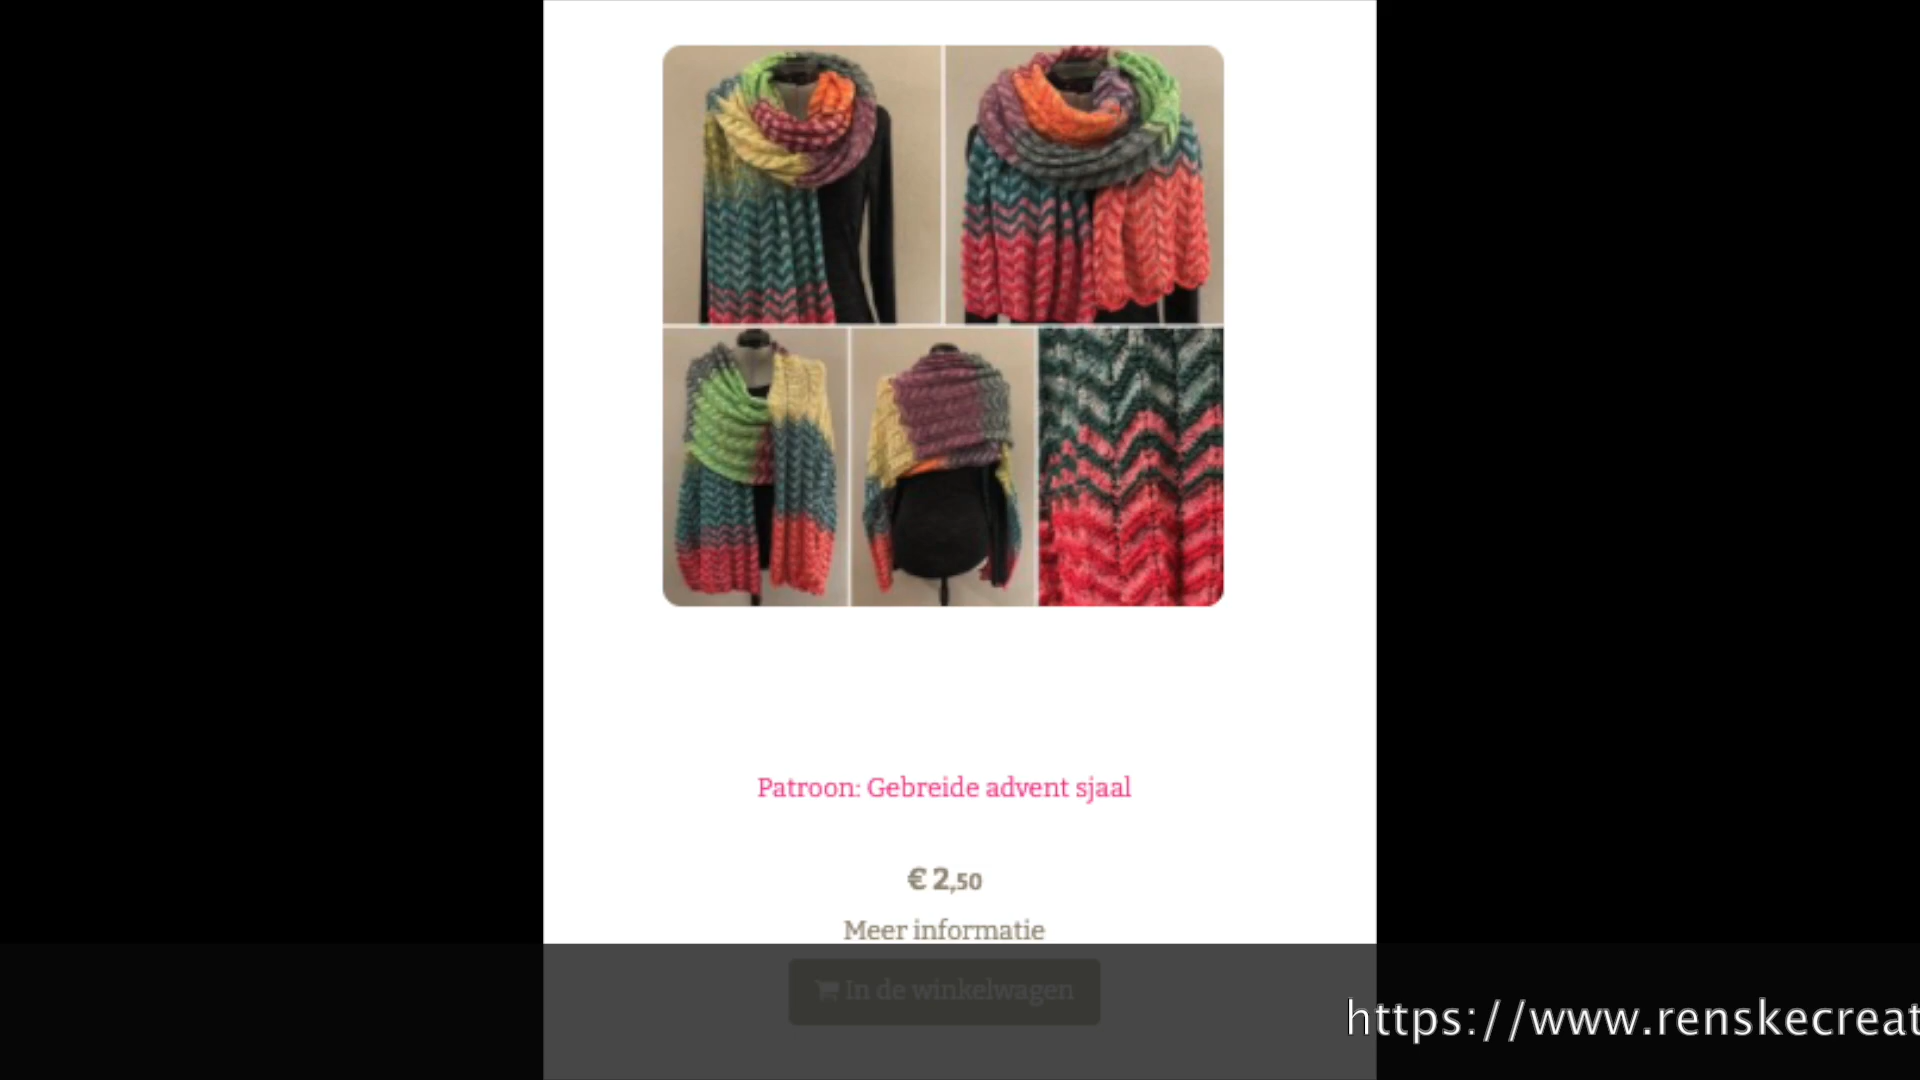 Patroon: Gebreide advent sjaal
€ 2,50
Meer informatie
In de winkelwagen
https://www.renskecreat